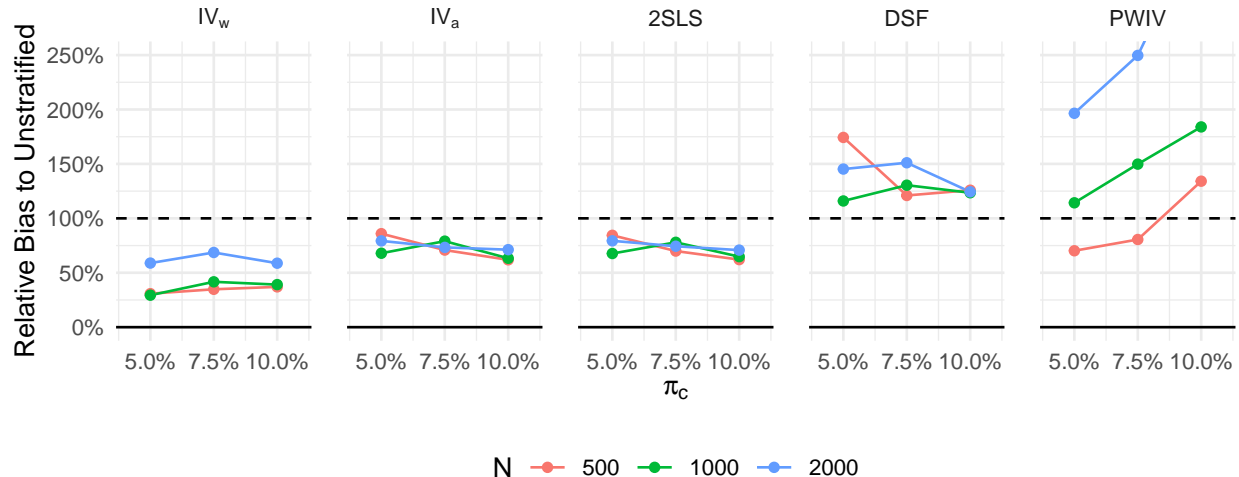 IVw IVa 2SLS DSF PWIV
Relative Bias to Unstratified
250%
200%
150%
100%
50%
0%
5.0% 7.5% 10.0% 5.0% 7.5% 10.0% 5.0% 7.5% 10.0% 5.0% 7.5% 10.0% 5.0% 7.5% 10.0%
πc
N 500 1000 2000